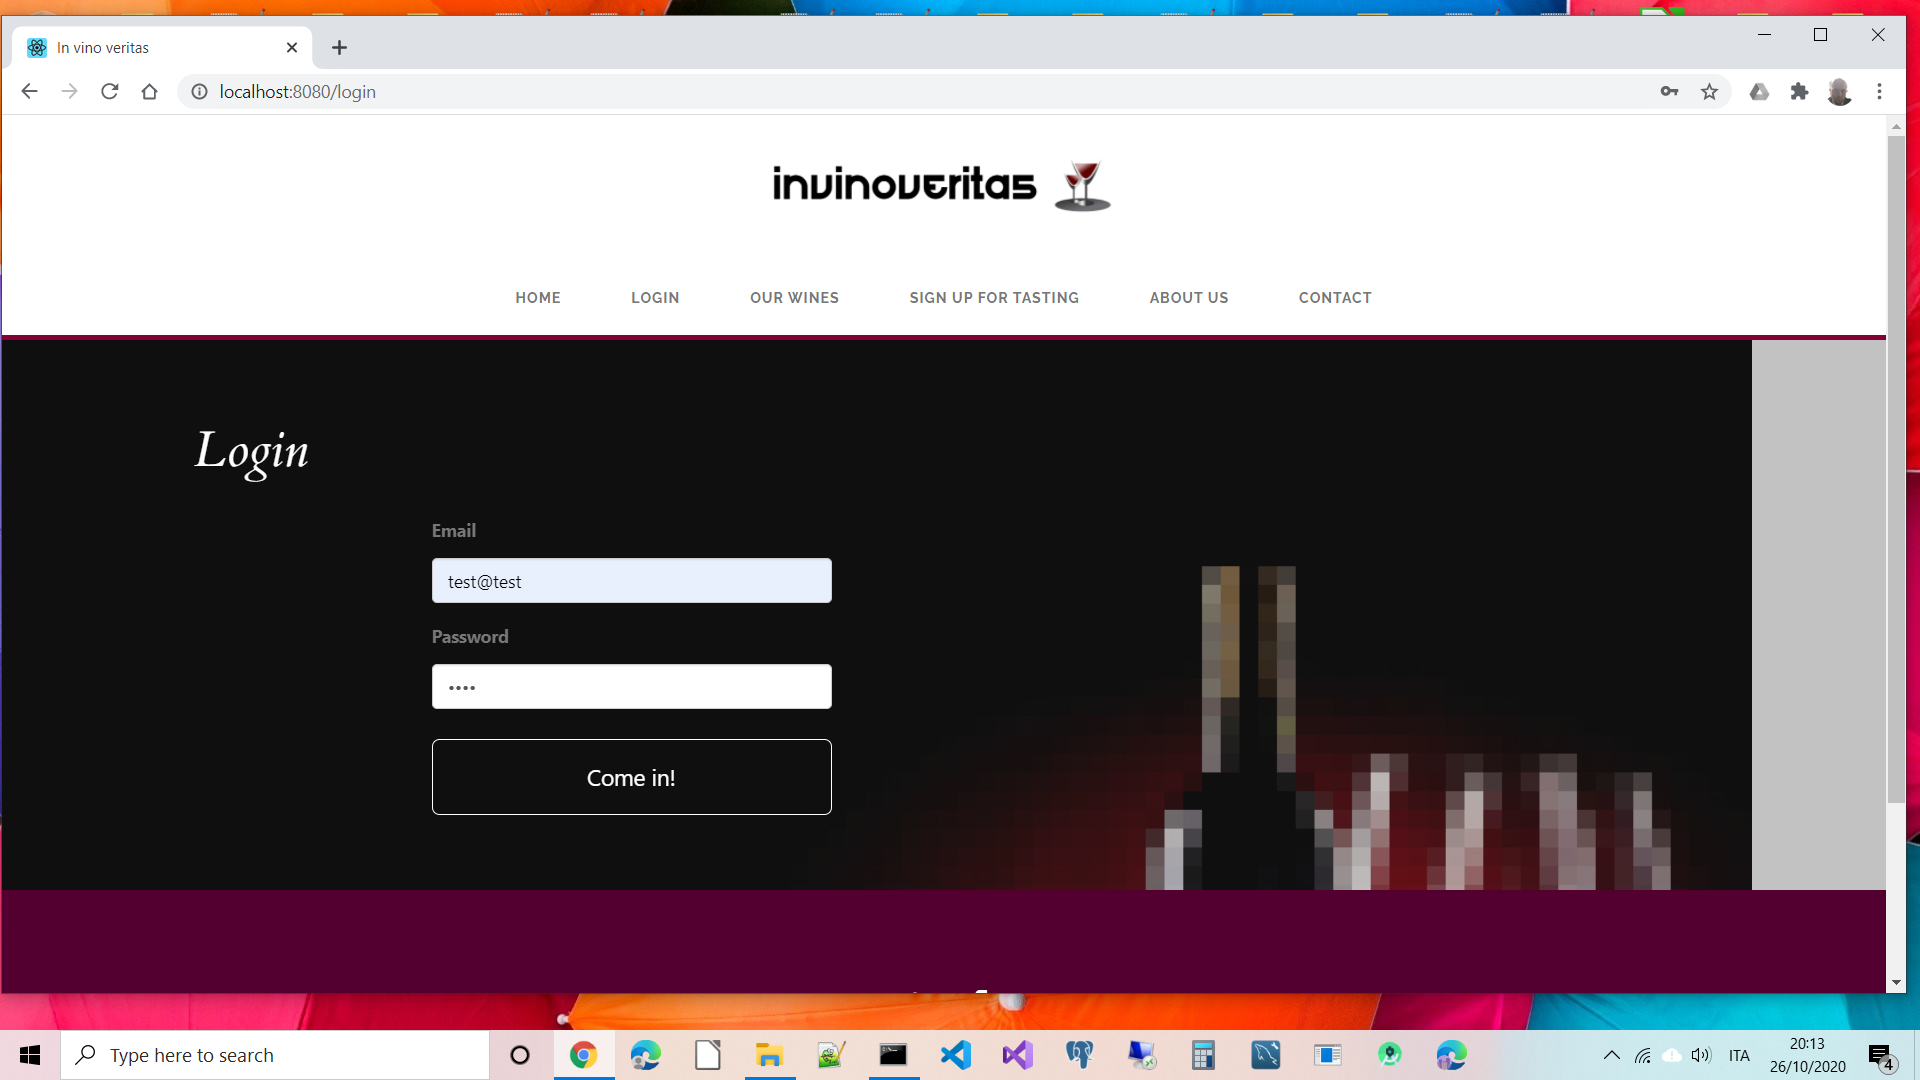 In vino veritas
localhost:8080/login
invinoveritas
HOME LOGIN OUR WINES SIGN UP FOR TASTING ABOUT US CONTACT
Login
Email
test@test
Password
••••
Come in!
Type here to search
ITA
20:13
26/10/2020
4